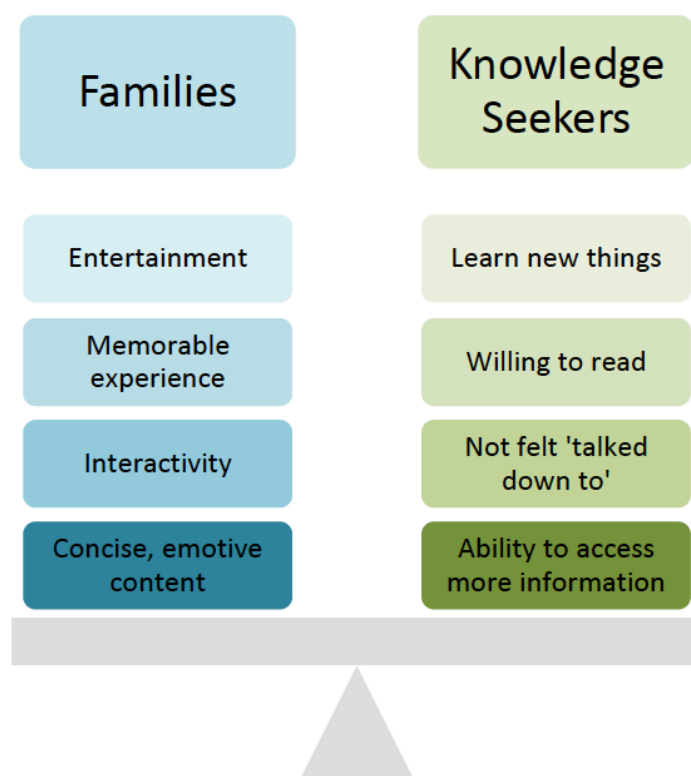 Families
Knowledge
Seekers
Entertainment
Memorable
experience
Interactivity
Concise, emotive
content
Learn new things
Willing to read
Not felt 'talked
down to'
Ability to access
more information